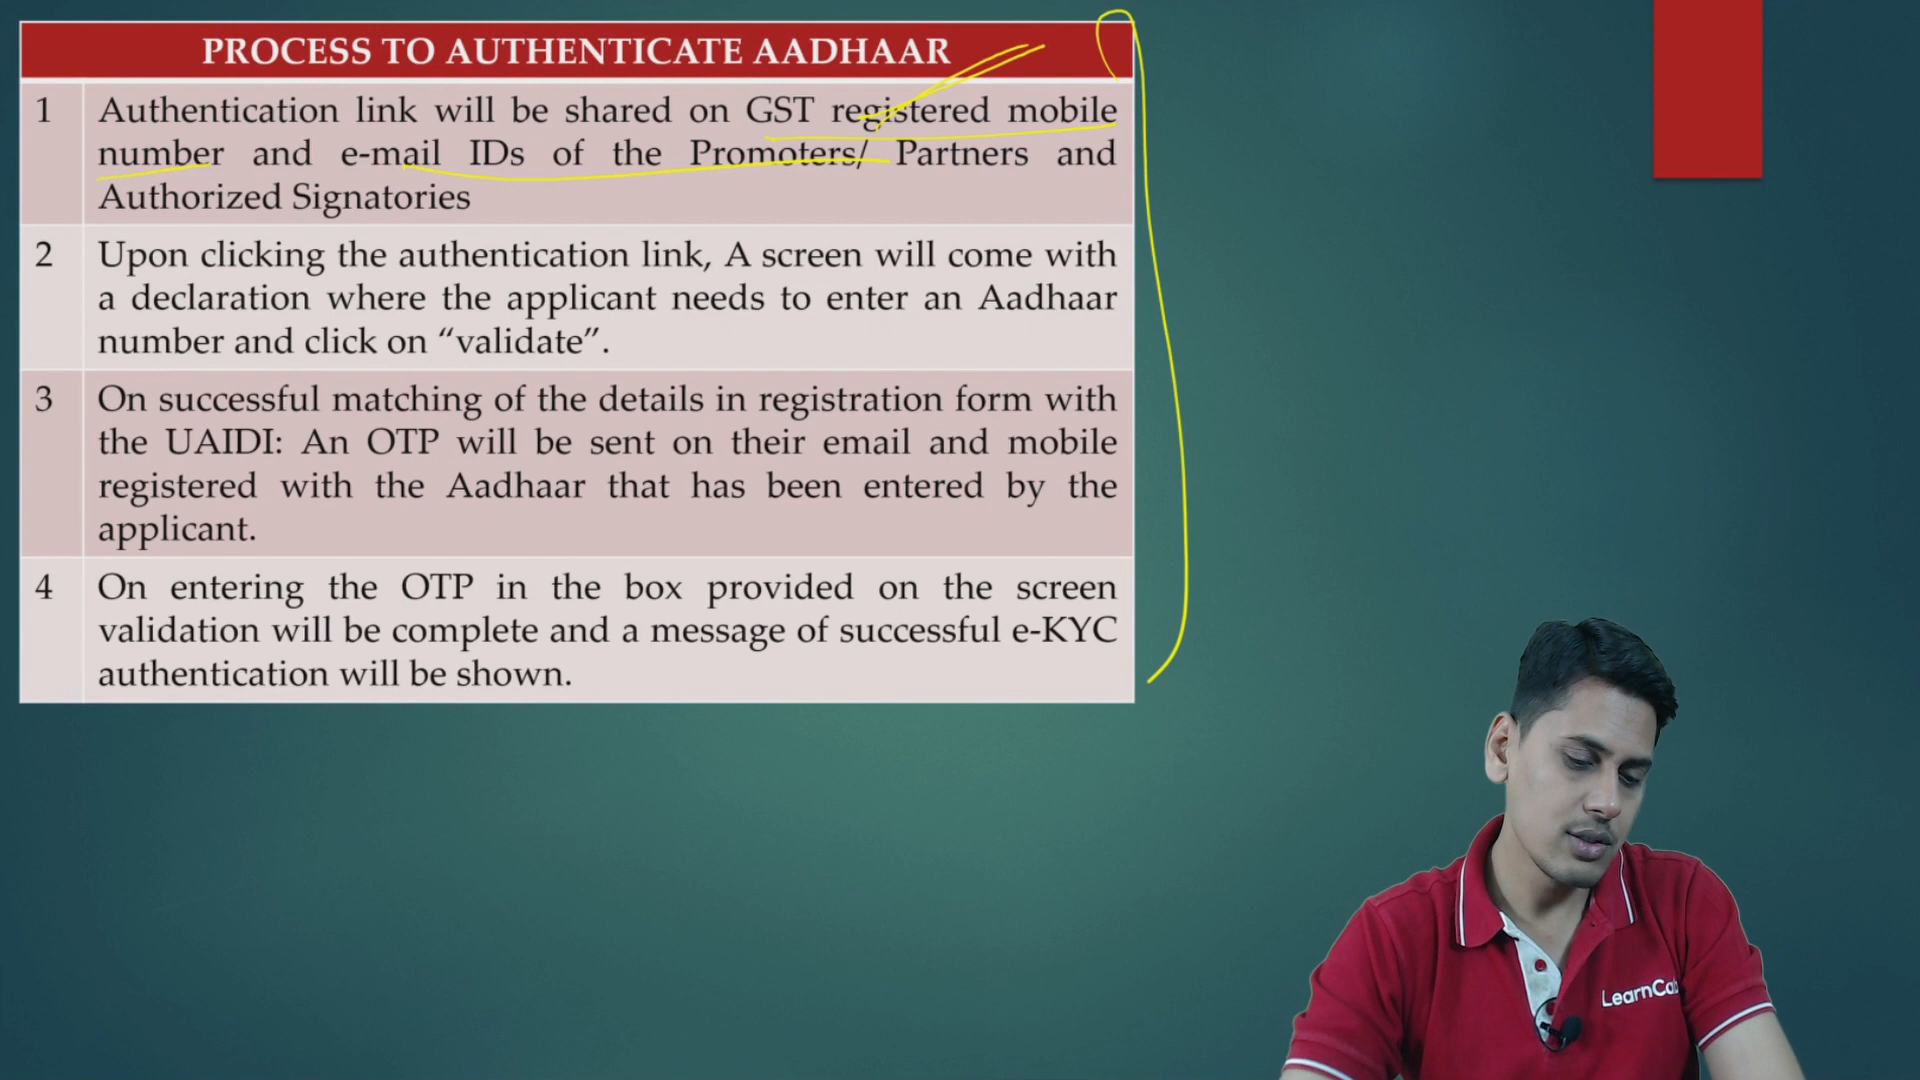 PROCESS TO AUTHENTICATE AADHAAR
1 Authentication link will be shared on GST registered mobile
number and e-mail IDs of the Promoters/ Partners and
Authorized Signatories
2 Upon clicking the authentication link, A screen will come with
a declaration where the applicant needs to enter an Aadhaar
number and click on “validate”.
3 On successful matching of the details in registration form with
the UAIDI: An OTP will be sent on their email and mobile
registered with the Aadhaar that has been entered by the
applicant.
4 On entering the OTP in the box provided on the screen
validation will be complete and a message of successful e-KYC
authentication will be shown.